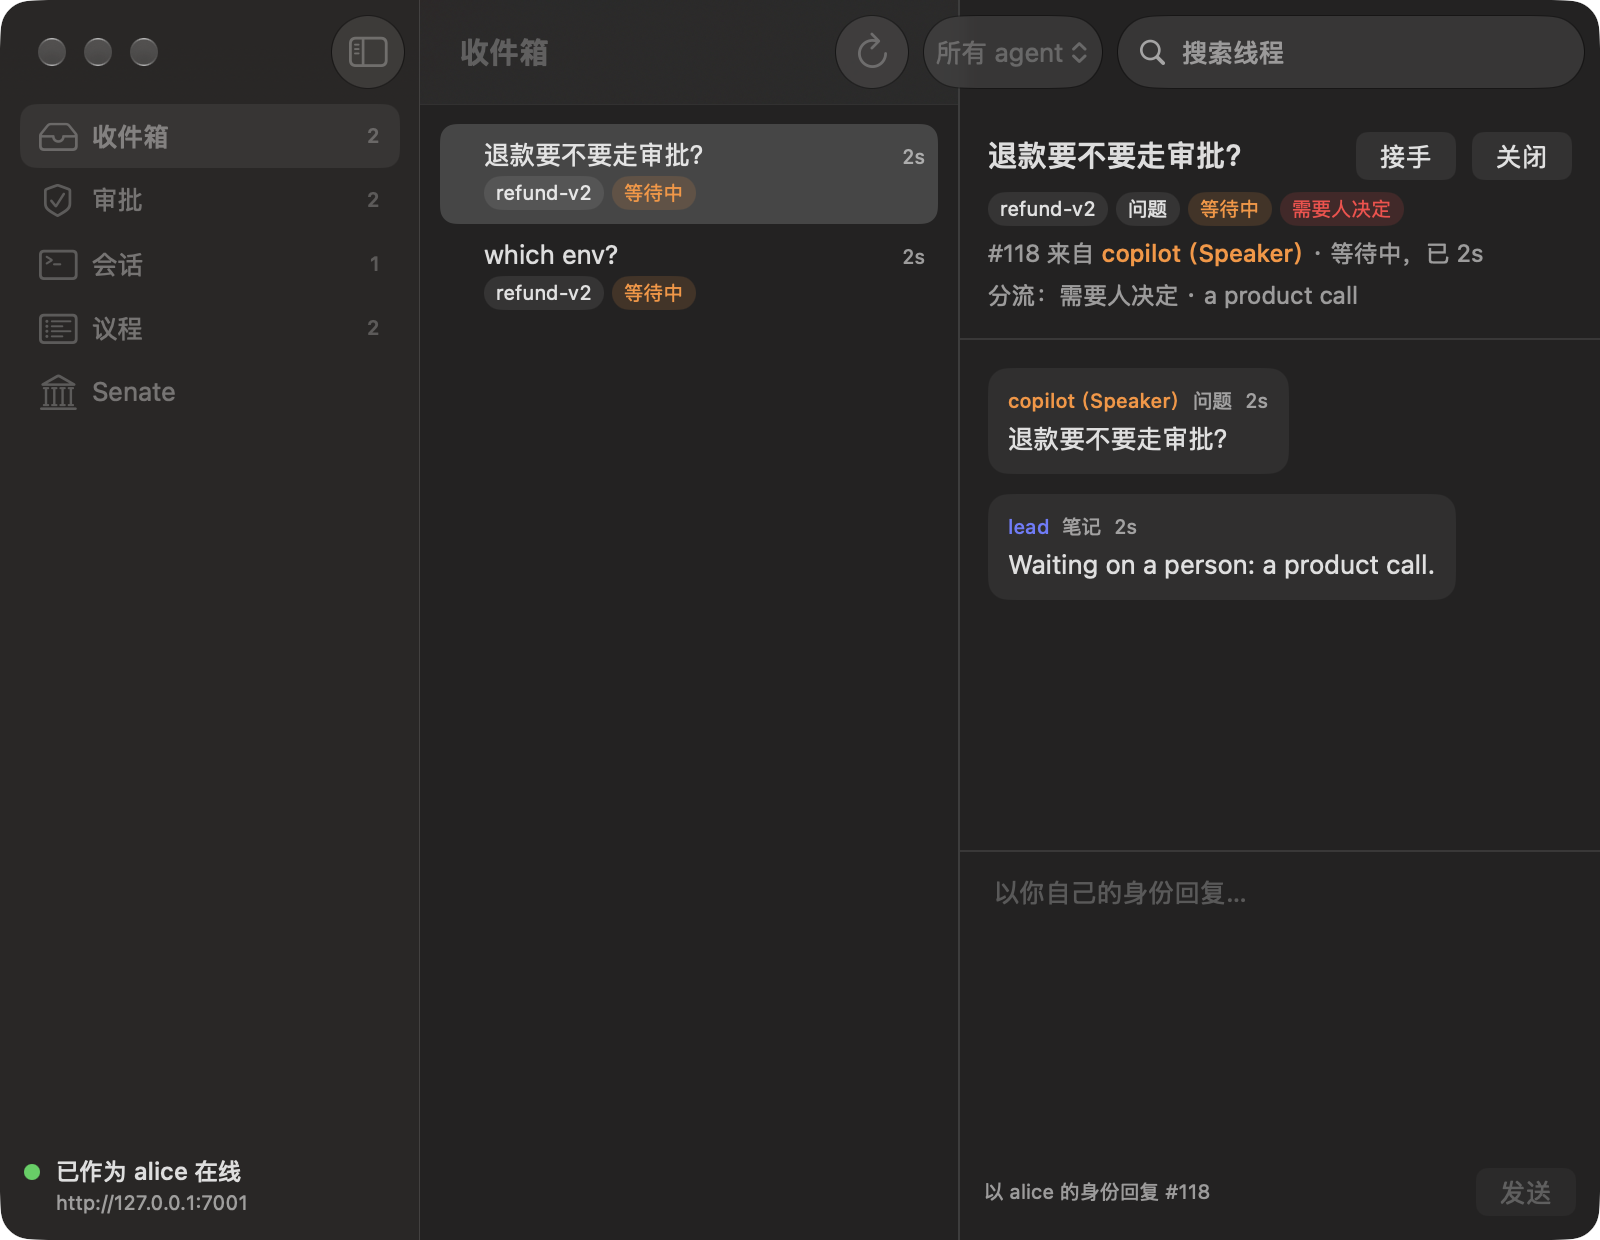 收件箱 2
审批 2
会话 1
议程 2
Senate
已作为 alice 在线
http://127.0.0.1:7001
收件箱
所有 agent
搜索线程
退款要不要走审批? 2s
refund-v2 等待中
which env? 2s
refund-v2 等待中
退款要不要走审批? 接手 关闭
refund-v2 问题 等待中 需要人决定
#118 来自 copilot (Speaker) · 等待中，已 2s
分流：需要人决定 · a product call
copilot (Speaker) 问题 2s
退款要不要走审批?
lead 笔记 2s
Waiting on a person: a product call.
以你自己的身份回复...
以 alice 的身份回复 #118 发送